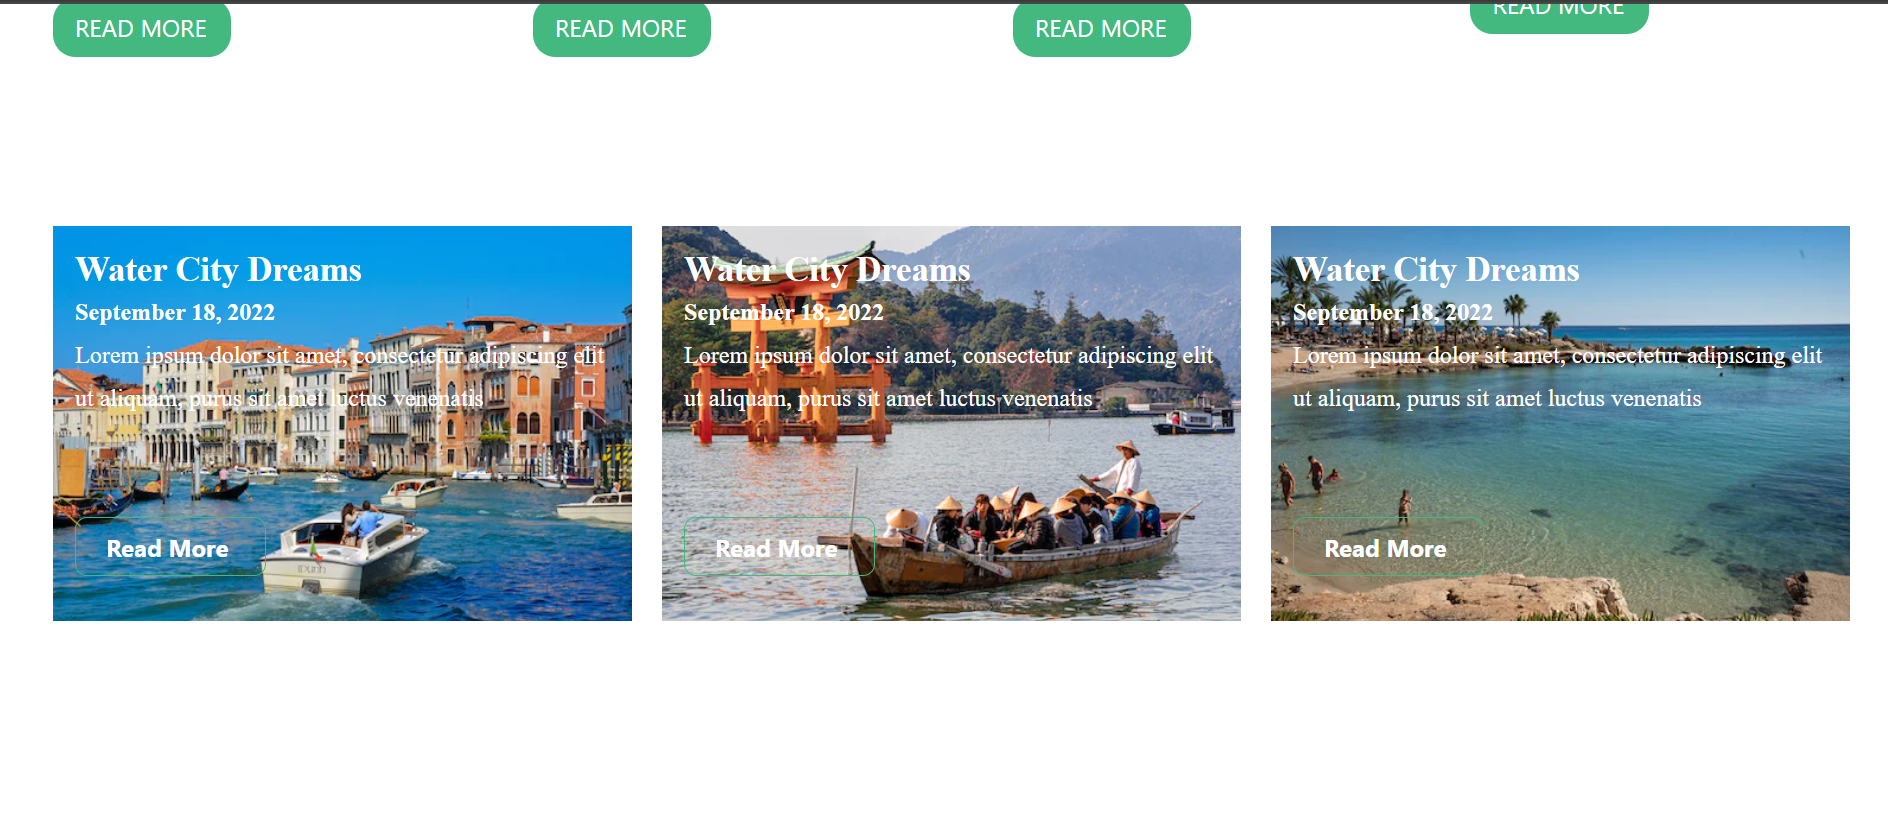 READ MORE
READ MORE
READ MORE
READ MORE
Water City Dreams
September 18, 2022
Lorem ipsum dolor sit amet, consectetur adipiscing elit
ut aliquam, purus sit amet luctus venenatis
Read More
Water City Dreams
September 18, 2022
Lorem ipsum dolor sit amet, consectetur adipiscing elit
ut aliquam, purus sit amet luctus venenatis
Read More
Water City Dreams
September 18, 2022
Lorem ipsum dolor sit amet, consectetur adipiscing elit
ut aliquam, purus sit amet luctus venenatis
Read More